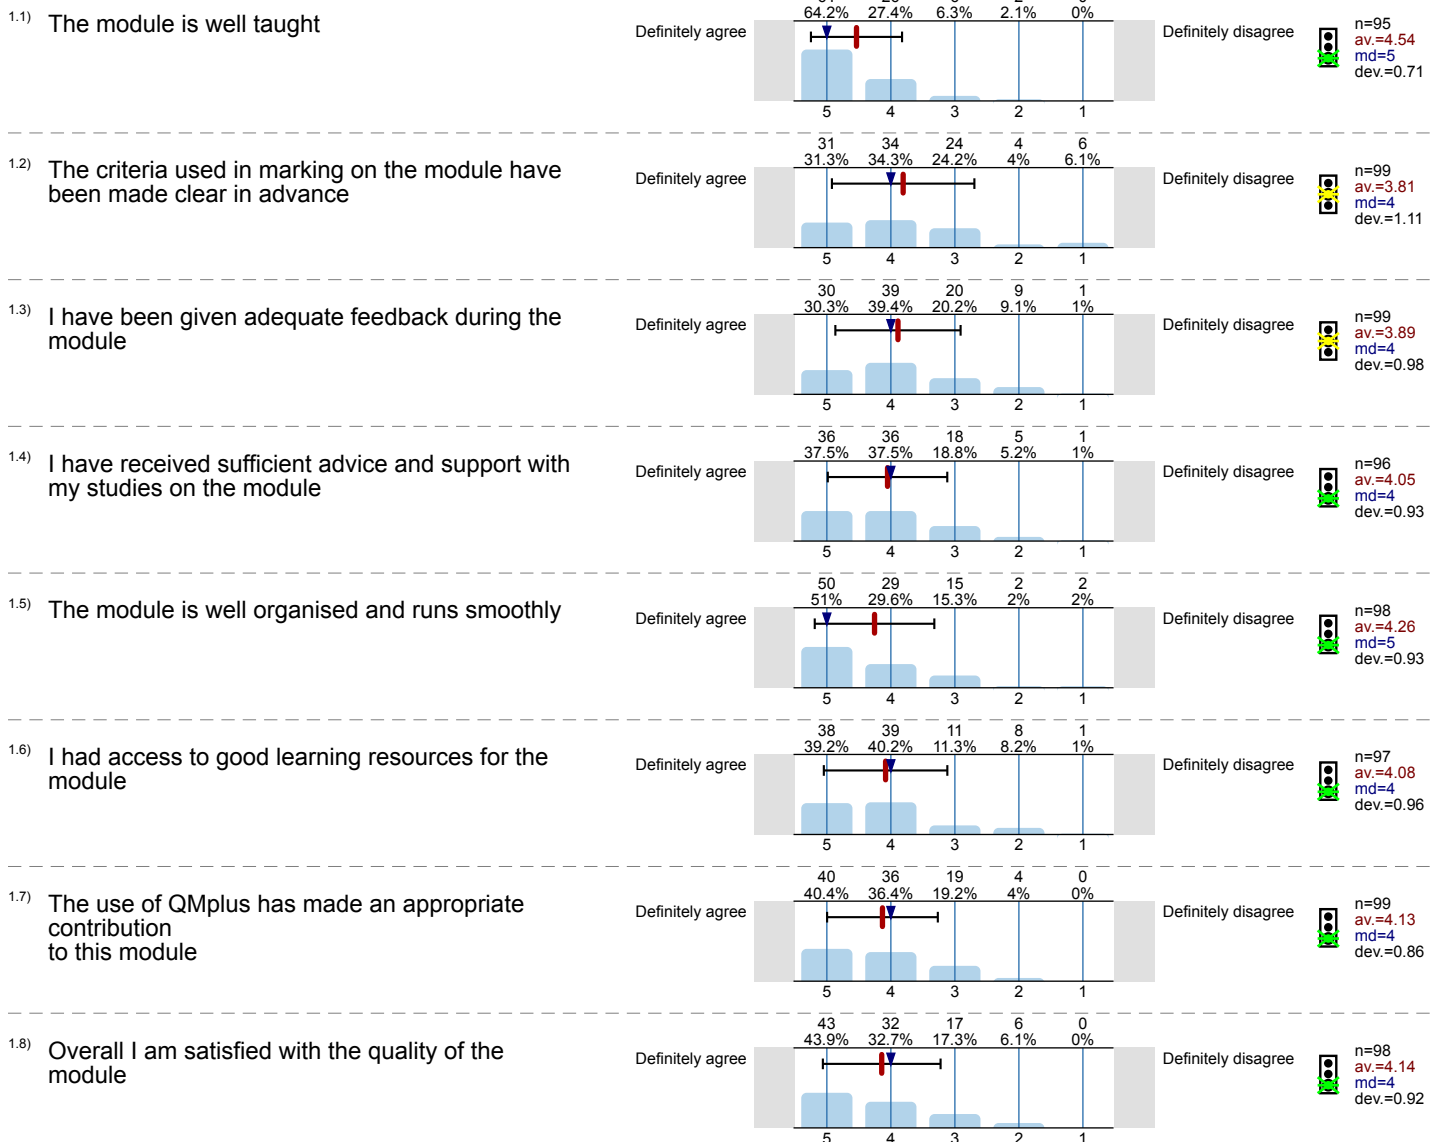 64.2% 27.4% 6.3% 2.1% 0%
1.1) The module is well taught
Definitely agree
Definitely disagree
n=95
av.=4.54
md=5
dev.=0.71
5 4 3 2 1
31 34 24 4 6
31.3% 34.3% 24.2% 4% 6.1%
1.2) The criteria used in marking on the module have
been made clear in advance
Definitely agree
Definitely disagree
n=99
av.=3.81
md=4
dev.=1.11
5 4 3 2 1
30 39 20 9 1
30.3% 39.4% 20.2% 9.1% 1%
1.3) I have been given adequate feedback during the
module
Definitely agree
Definitely disagree
n=99
av.=3.89
md=4
dev.=0.98
5 4 3 2 1
36 36 18 5 1
37.5% 37.5% 18.8% 5.2% 1%
1.4) I have received sufficient advice and support with
my studies on the module
Definitely agree
Definitely disagree
n=96
av.=4.05
md=4
dev.=0.93
5 4 3 2 1
50 29 15 2 2
51% 29.6% 15.3% 2% 2%
1.5) The module is well organised and runs smoothly
Definitely agree
Definitely disagree
n=98
av.=4.26
md=5
dev.=0.93
5 4 3 2 1
38 39 11 8 1
39.2% 40.2% 11.3% 8.2% 1%
1.6) I had access to good learning resources for the
module
Definitely agree
Definitely disagree
n=97
av.=4.08
md=4
dev.=0.96
5 4 3 2 1
40 36 19 4 0
40.4% 36.4% 19.2% 4% 0%
1.7) The use of QMplus has made an appropriate
contribution
to this module
Definitely agree
Definitely disagree
n=99
av.=4.13
md=4
dev.=0.86
5 4 3 2 1
43 32 17 6 0
43.9% 32.7% 17.3% 6.1% 0%
1.8) Overall I am satisfied with the quality of the
module
Definitely agree
Definitely disagree
n=98
av.=4.14
md=4
dev.=0.92
5 4 3 2 1